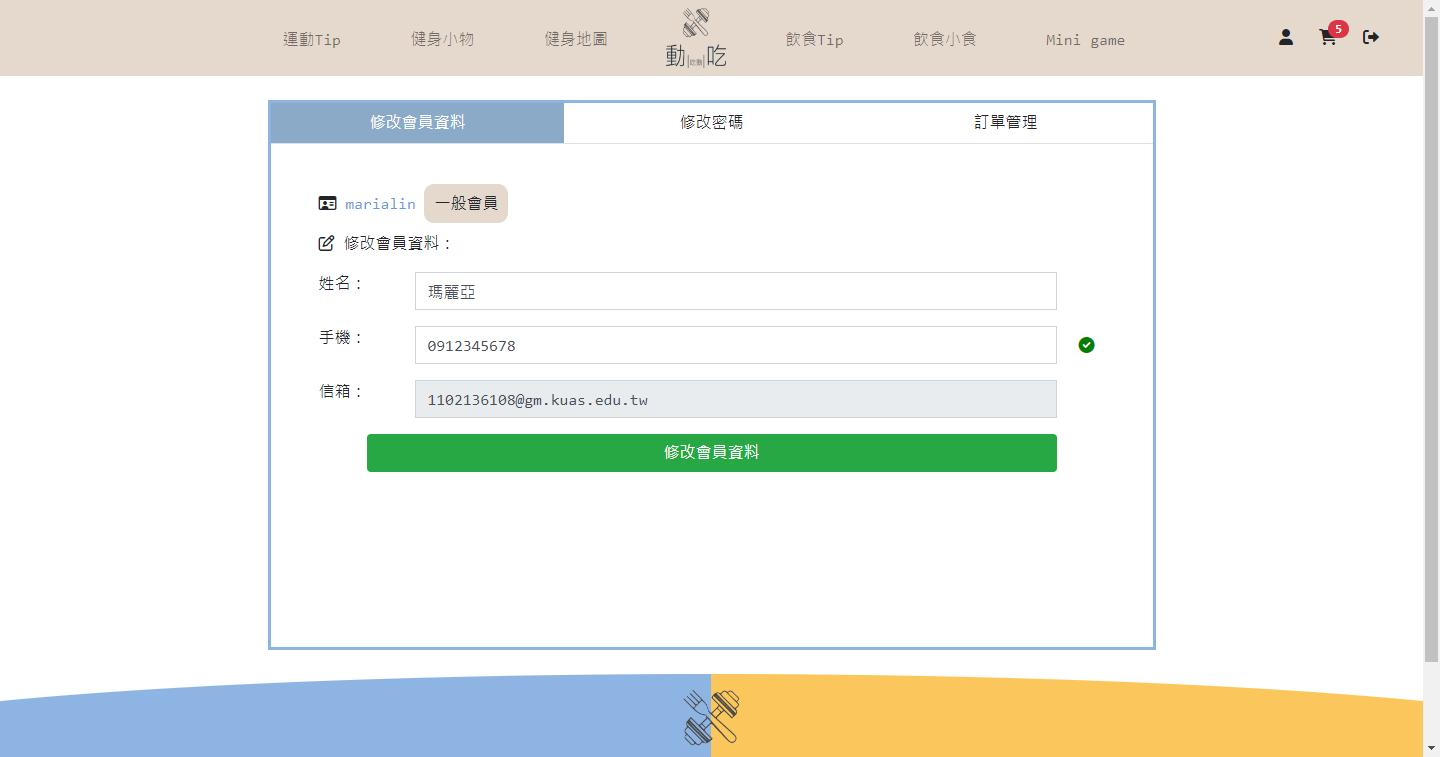 運動Tip 健身小物 健身地圖 動|吃動|吃 飲食Tip 飲食小食 Mini game 5
修改會員資料 修改密碼 訂單管理
marialin 一般會員
修改會員資料：
姓名： 瑪麗亞
手機： 0912345678
信箱： 1102136108@gm.kuas.edu.tw
修改會員資料